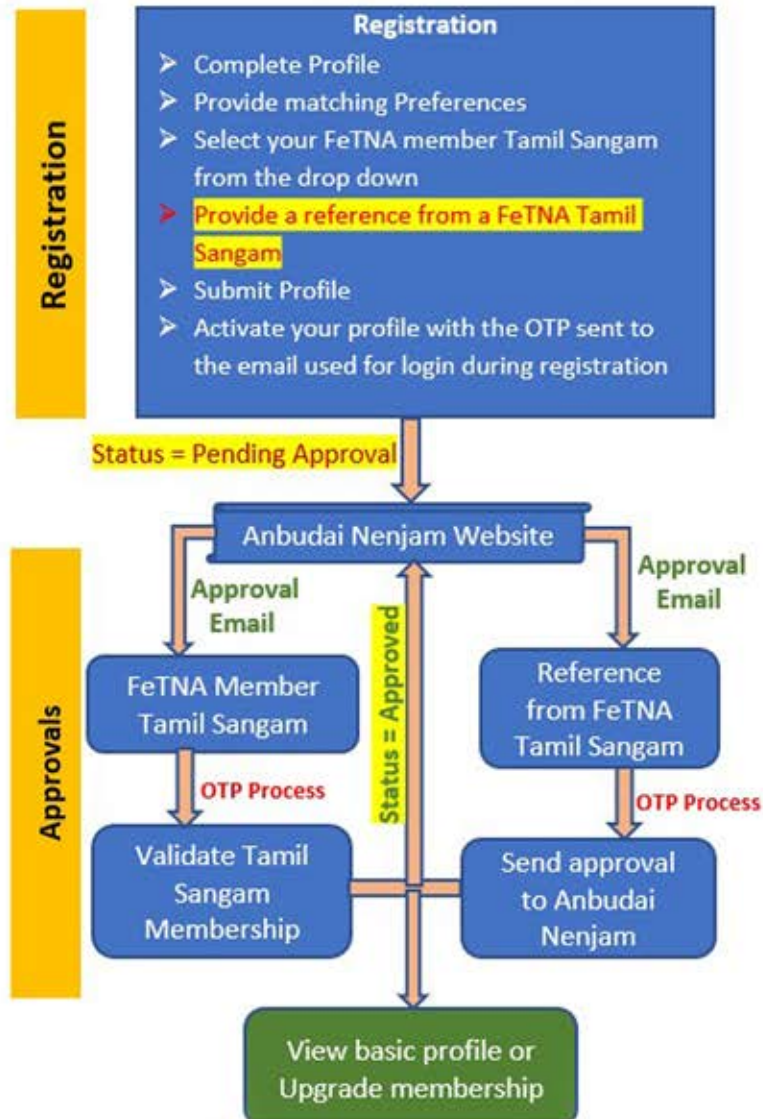 Registration
Registration
➢ Complete Profile
➢ Provide matching Preferences
➢ Select your FeTNA member Tamil Sangam
from the drop down
➢ Provide a reference from a FeTNA Tamil
Sangam
➢ Submit Profile
➢ Activate your profile with the OTP sent to
the email used for login during registration
Status = Pending Approval
Anbudai Nenjam Website
Approvals
Approval
Email
Approval
Email
FeTNA Member
Tamil Sangam
Status = Approved
Reference
from FeTNA
Tamil Sangam
OTP Process
OTP Process
Validate Tamil
Sangam
Membership
Send approval
to Anbudai
Nenjam
View basic profile or
Upgrade membership